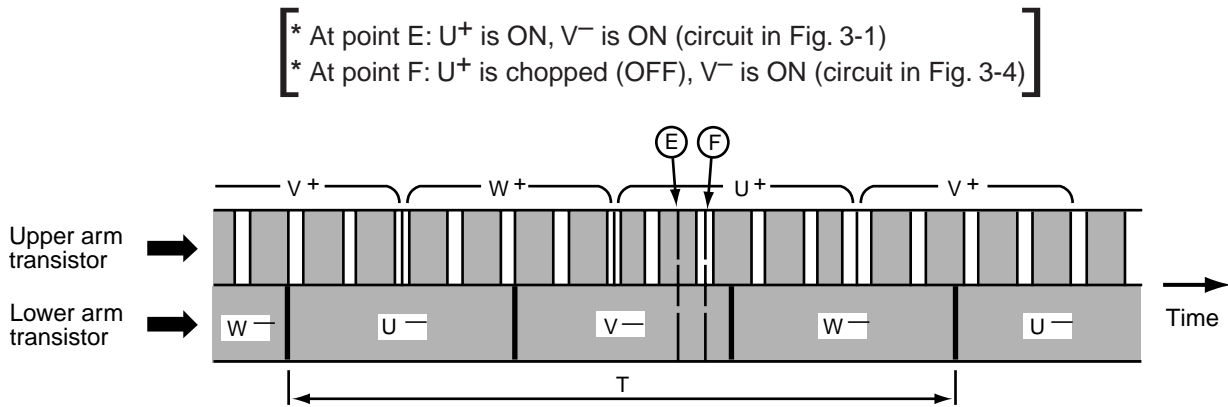 * At point E: U+ is ON, V— is ON (circuit in Fig. 3-1)
* At point F: U+ is chopped (OFF), V— is ON (circuit in Fig. 3-4)
E F
V+ W+ U+ V+
Upper arm
transistor
Lower arm
transistor
W— U— V— W— U—
Time
T